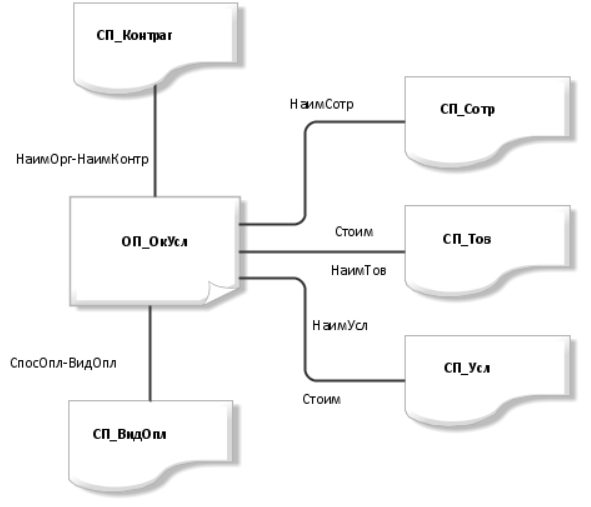 СП_Контраг
НаимСотр
СП_Сотр
НаимОрг-НаимКонтр
ОП_ОкУсл
Стоим
СП_Тов
НаимТов
НаимУсл
СпосОпл-ВидОпл
СП_Усл
Стоим
СП_ВидОпл